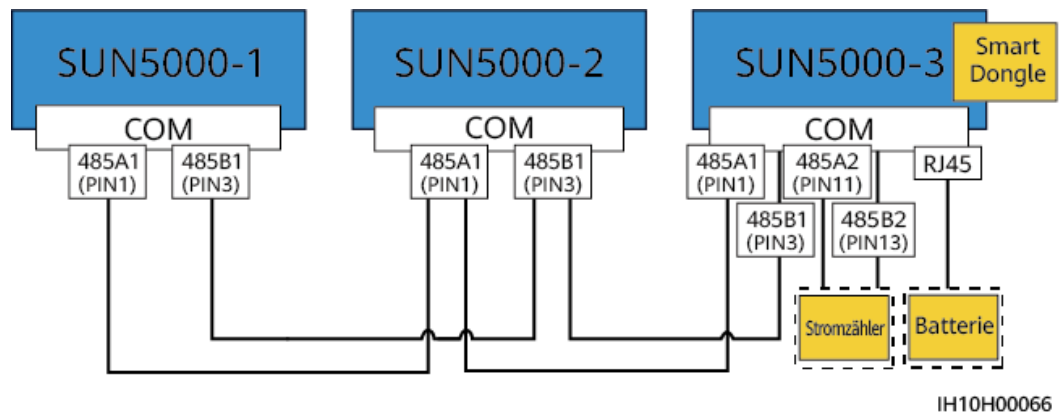 SUN5000-1
SUN5000-2
SUN5000-3
Smart
Dongle
COM
COM
COM
485A1
(PIN1)
485B1
(PIN3)
485A1
(PIN1)
485B1
(PIN3)
485A1
(PIN1)
485A2
(PIN11)
RJ45
485B1
(PIN3)
485B2
(PIN13)
Stromzähler
Batterie
IH10H00066